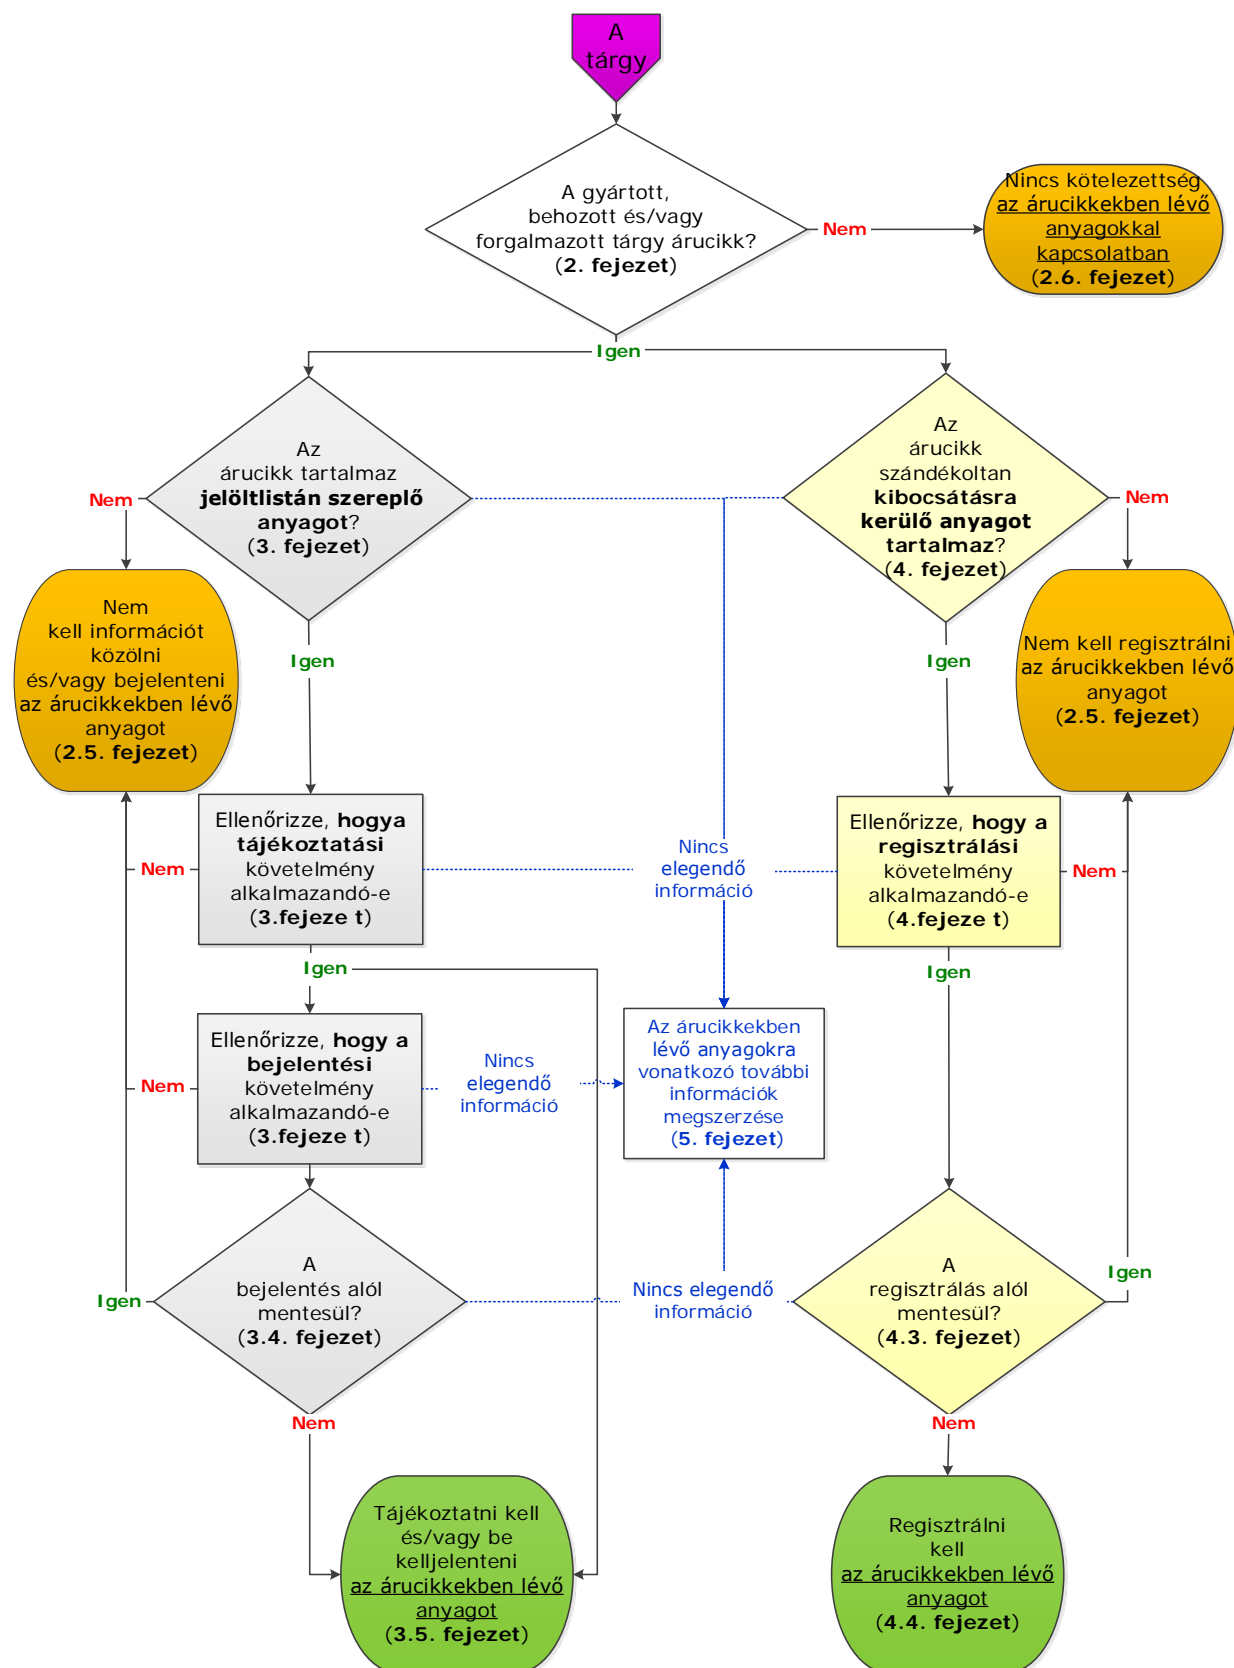 A
tárgy
A gyártott,
behozott és/vagy
forgalmazott tárgy árucikk?
(2. fejezet)
Nem
Nincs kötelezettség
az árucikkekben lévő
anyagokkal
kapcsolatban
(2.6. fejezet)
Igen
Az
árucikk tartalmaz
jelöltlistán szereplő
anyagot?
(3. fejezet)
Nem
Az
árucikk
szándékoltan
kibocsátásra
kerülő anyagot
tartalmaz?
(4. fejezet)
Nem
Nem
kell információt
közölni
és/vagy bejelenteni
az árucikkekben lévő
anyagot
(2.5. fejezet)
Igen
Igen
Nem kell regisztrálni
az árucikkekben lévő
anyagot
(2.5. fejezet)
Nem
Ellenőrizze, hogya
tájékoztatási
követelmény
alkalmazandó-e
(3.fejeze t)
Nincs
elegendő
információ
Ellenőrizze, hogy a
regisztrálási
követelmény
alkalmazandó-e
(4.fejeze t)
Nem
Igen
Igen
Nem
Ellenőrizze, hogy a
bejelentési
követelmény
alkalmazandó-e
(3.fejeze t)
Nincs
elegendő
információ
Az árucikkekben
lévő anyagokra
vonatkozó további
információk
megszerzése
(5. fejezet)
Igen
A
bejelentés alól
mentesül?
(3.4. fejezet)
Nincs elegendő
információ
A
regisztrálás alól
mentesül?
(4.3. fejezet)
Igen
Nem
Nem
Tájékoztatni kell
és/vagy be
kelljelenteni
az árucikkekben lévő
anyagot
(3.5. fejezet)
Regisztrálni
kell
az árucikkekben lévő
anyagot
(4.4. fejezet)